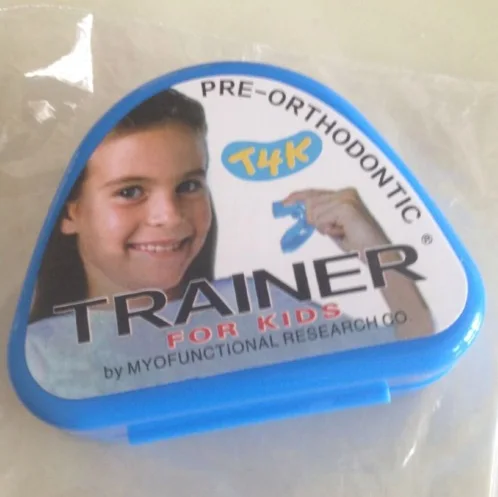 PRE-ORTHODONTIC
T4K
TRAINER®
FOR KIDS
by MYOFUNCTIONAL RESEARCH CO.